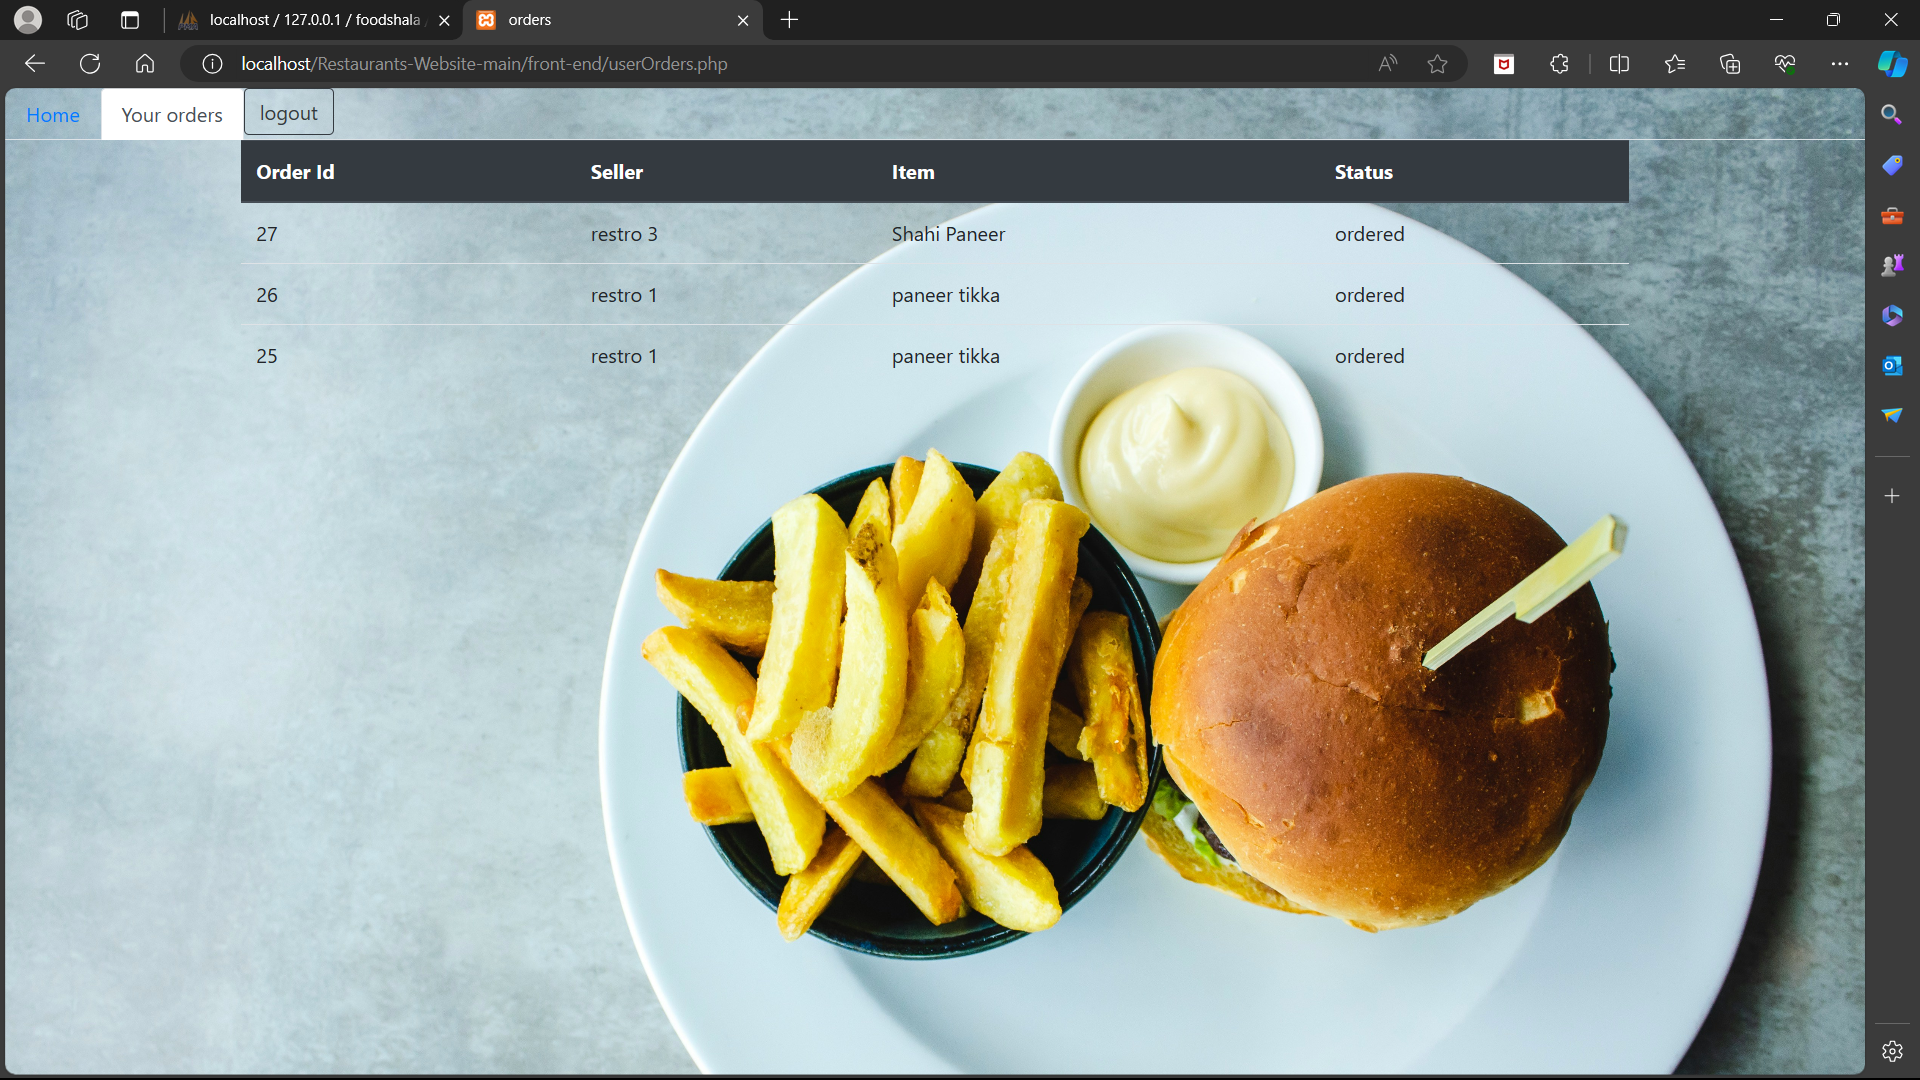 localhost / 127.0.0.1 / foodshala
orders
localhost/Restaurants-Website-main/front-end/userOrders.php
Home Your orders logout
Order Id Seller Item Status
27 restro 3 Shahi Paneer ordered
26 restro 1 paneer tikka ordered
25 restro 1 paneer tikka ordered